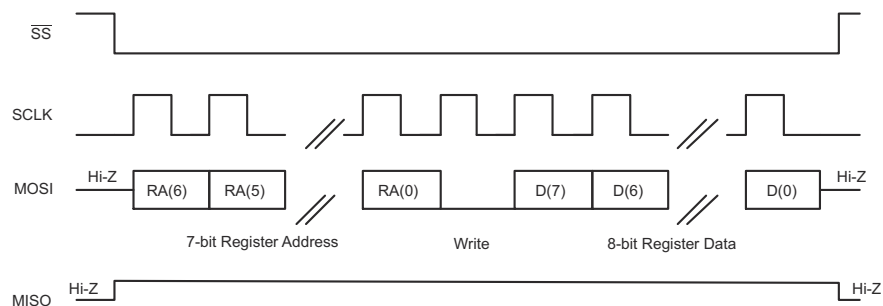 SS
SCLK
Hi-Z Hi-Z
MOSI RA(6) RA(5) RA(0) D(7) D(6) D(0)
7-bit Register Address Write 8-bit Register Data
Hi-Z Hi-Z
MISO